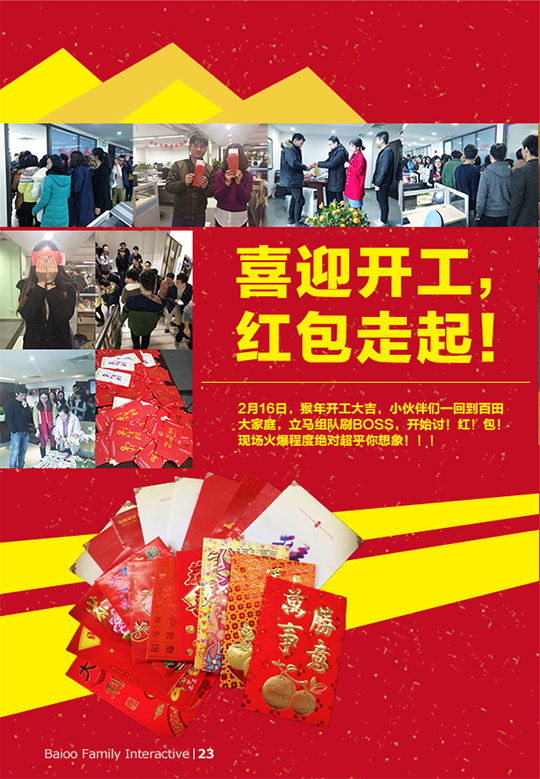 喜迎开工，
红包走起！
2月16日，猴年开工大吉，小伙伴们一回到百田
大家庭，立马组队刷BOSS，开始讨！红！包！
现场火爆程度绝对超乎你想象！！！
萬事
勝意
大利
Baioo Family Interactive | 23